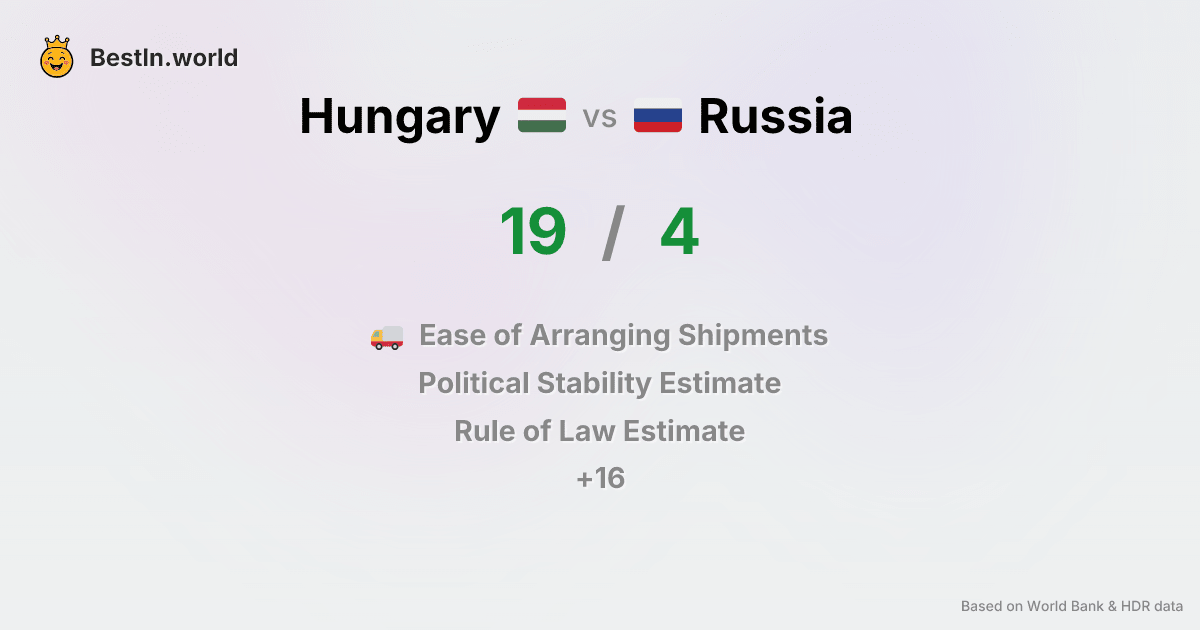 BestIn.world
Hungary vs Russia
19 / 4
Ease of Arranging Shipments
Political Stability Estimate
Rule of Law Estimate
+16
Based on World Bank & HDR data